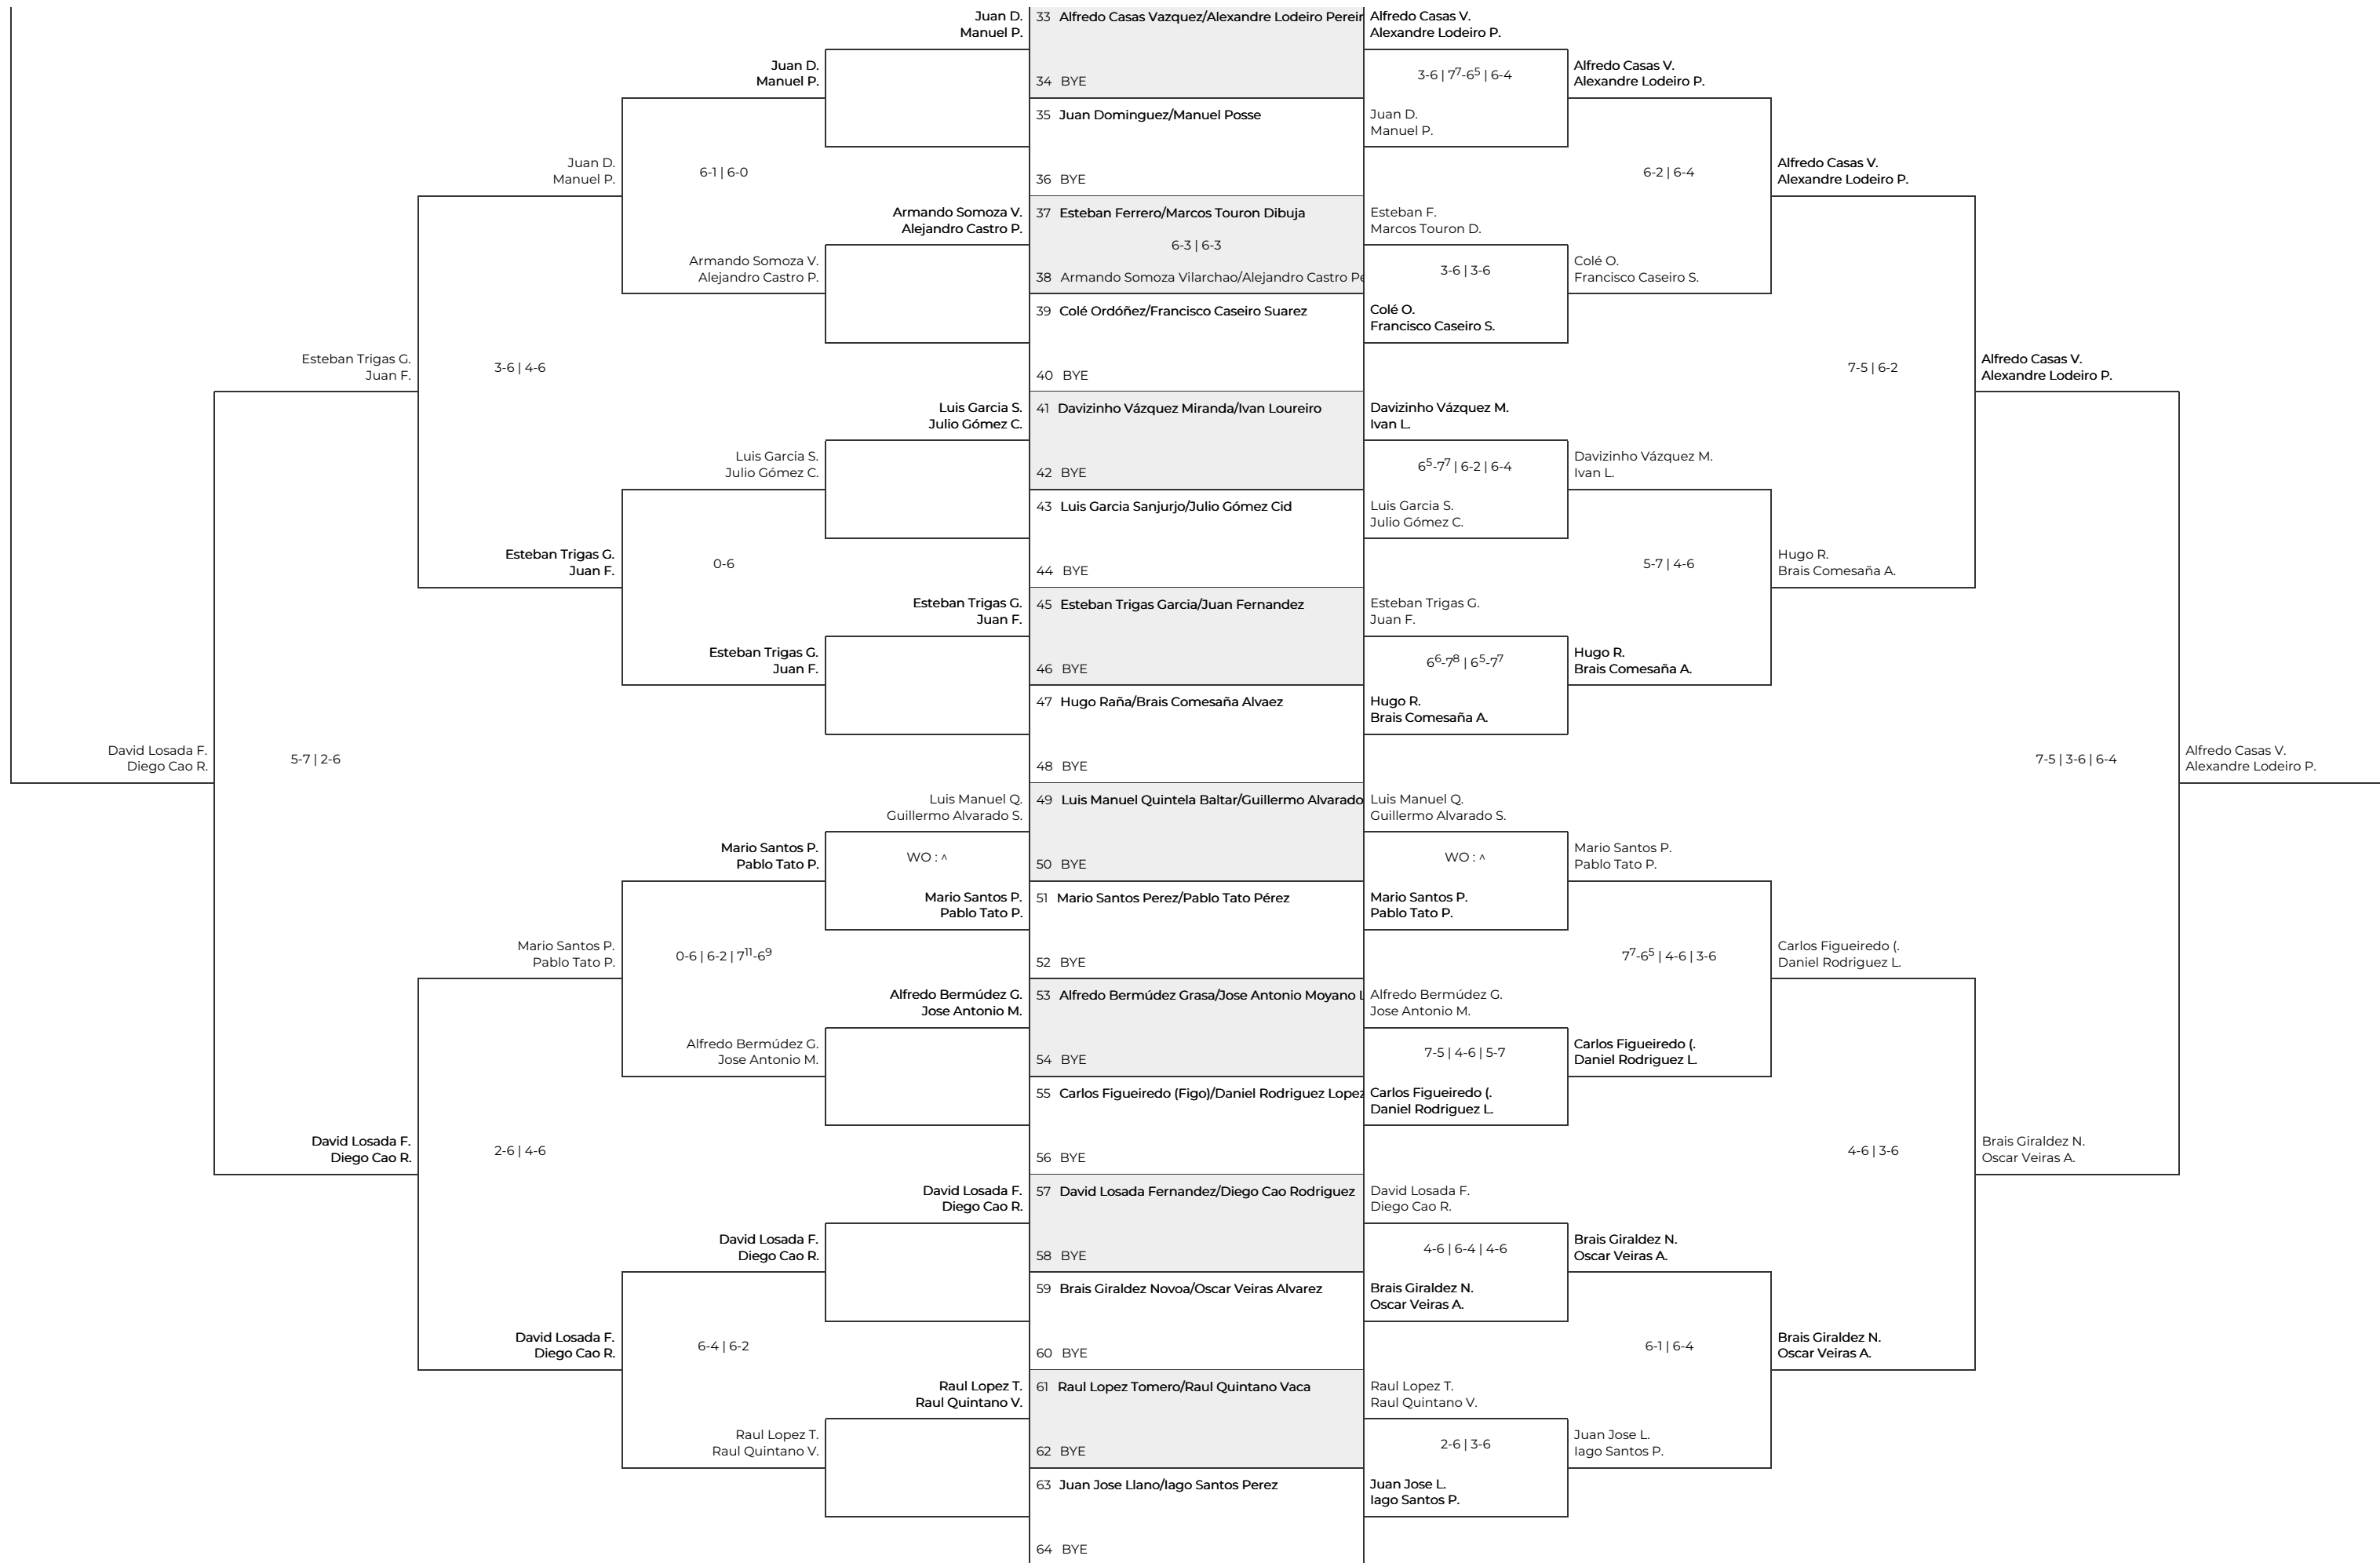 Juan D.
Manuel P.
33 Alfredo Casas Vazquez/Alexandre Lodeiro Pereir
Alfredo Casas V.
Alexandre Lodeiro P.
Juan D.
Manuel P.
34 BYE
3-6 | 7⁷-6⁵ | 6-4
Alfredo Casas V.
Alexandre Lodeiro P.
35 Juan Dominguez/Manuel Posse
Juan D.
Manuel P.
Juan D.
Manuel P.
6-1 | 6-0
36 BYE
6-2 | 6-4
Alfredo Casas V.
Alexandre Lodeiro P.
Armando Somoza V.
Alejandro Castro P.
37 Esteban Ferrero/Marcos Touron Dibuja
Esteban F.
Marcos Touron D.
6-3 | 6-3
Armando Somoza V.
Alejandro Castro P.
38 Armando Somoza Vilarchao/Alejandro Castro Pe
3-6 | 3-6
Colé O.
Francisco Caseiro S.
39 Colé Ordóñez/Francisco Caseiro Suarez
Colé O.
Francisco Caseiro S.
Esteban Trigas G.
Juan F.
3-6 | 4-6
40 BYE
7-5 | 6-2
Alfredo Casas V.
Alexandre Lodeiro P.
Luis Garcia S.
Julio Gómez C.
41 Davizinho Vázquez Miranda/Ivan Loureiro
Davizinho Vázquez M.
Ivan L.
Luis Garcia S.
Julio Gómez C.
42 BYE
6⁵-7⁷ | 6-2 | 6-4
Davizinho Vázquez M.
Ivan L.
43 Luis Garcia Sanjurjo/Julio Gómez Cid
Luis Garcia S.
Julio Gómez C.
Esteban Trigas G.
Juan F.
0-6
44 BYE
5-7 | 4-6
Hugo R.
Brais Comesaña A.
Esteban Trigas G.
Juan F.
45 Esteban Trigas Garcia/Juan Fernandez
Esteban Trigas G.
Juan F.
Esteban Trigas G.
Juan F.
46 BYE
6⁶-7⁸ | 6⁵-7⁷
Hugo R.
Brais Comesaña A.
47 Hugo Raña/Brais Comesaña Alvaez
Hugo R.
Brais Comesaña A.
David Losada F.
Diego Cao R.
5-7 | 2-6
48 BYE
7-5 | 3-6 | 6-4
Alfredo Casas V.
Alexandre Lodeiro P.
Luis Manuel Q.
Guillermo Alvarado S.
49 Luis Manuel Quintela Baltar/Guillermo Alvarado
Luis Manuel Q.
Guillermo Alvarado S.
Mario Santos P.
Pablo Tato P.
WO : ^
50 BYE
WO : ^
Mario Santos P.
Pablo Tato P.
Mario Santos P.
Pablo Tato P.
51 Mario Santos Perez/Pablo Tato Pérez
Mario Santos P.
Pablo Tato P.
Mario Santos P.
Pablo Tato P.
0-6 | 6-2 | 7¹¹-6⁹
52 BYE
7⁷-6⁵ | 4-6 | 3-6
Carlos Figueiredo (.
Daniel Rodriguez L.
Alfredo Bermúdez G.
Jose Antonio M.
53 Alfredo Bermúdez Grasa/Jose Antonio Moyano L
Alfredo Bermúdez G.
Jose Antonio M.
Alfredo Bermúdez G.
Jose Antonio M.
54 BYE
7-5 | 4-6 | 5-7
Carlos Figueiredo (.
Daniel Rodriguez L.
55 Carlos Figueiredo (Figo)/Daniel Rodriguez Lopez
Carlos Figueiredo (.
Daniel Rodriguez L.
David Losada F.
Diego Cao R.
2-6 | 4-6
56 BYE
4-6 | 3-6
Brais Giraldez N.
Oscar Veiras A.
David Losada F.
Diego Cao R.
57 David Losada Fernandez/Diego Cao Rodriguez
David Losada F.
Diego Cao R.
David Losada F.
Diego Cao R.
58 BYE
4-6 | 6-4 | 4-6
Brais Giraldez N.
Oscar Veiras A.
59 Brais Giraldez Novoa/Oscar Veiras Alvarez
Brais Giraldez N.
Oscar Veiras A.
David Losada F.
Diego Cao R.
6-4 | 6-2
60 BYE
6-1 | 6-4
Brais Giraldez N.
Oscar Veiras A.
Raul Lopez T.
Raul Quintano V.
61 Raul Lopez Tomero/Raul Quintano Vaca
Raul Lopez T.
Raul Quintano V.
Raul Lopez T.
Raul Quintano V.
62 BYE
2-6 | 3-6
Juan Jose L.
Iago Santos P.
63 Juan Jose Llano/Iago Santos Perez
Juan Jose L.
Iago Santos P.
64 BYE